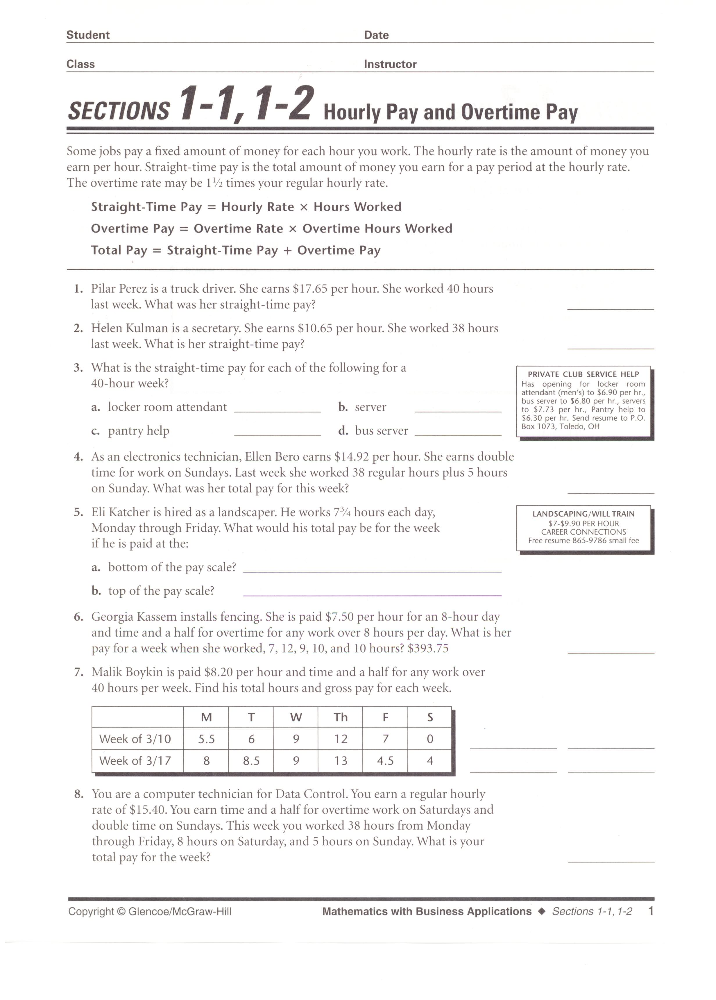 Student Date
Class Instructor
SECTIONS 1-1, 1-2 Hourly Pay and Overtime Pay
Some jobs pay a fixed amount of money for each hour you work. The hourly rate is the amount of money you
earn per hour. Straight-time pay is the total amount of money you earn for a pay period at the hourly rate.
The overtime rate may be 1½ times your regular hourly rate.
Straight-Time Pay = Hourly Rate × Hours Worked
Overtime Pay = Overtime Rate × Overtime Hours Worked
Total Pay = Straight-Time Pay + Overtime Pay
1. Pilar Perez is a truck driver. She earns $17.65 per hour. She worked 40 hours
last week. What was her straight-time pay?
2. Helen Kulman is a secretary. She earns $10.65 per hour. She worked 38 hours
last week. What is her straight-time pay?
3. What is the straight-time pay for each of the following for a
40-hour week?
a. locker room attendant b. server
c. pantry help d. bus server
PRIVATE CLUB SERVICE HELP
Has opening for locker room
attendant (men's) to $6.90 per hr.,
bus server to $6.80 per hr., servers
to $7.73 per hr., Pantry help to
$6.30 per hr. Send resume to P.O.
Box 1073, Toledo, OH
4. As an electronics technician, Ellen Bero earns $14.92 per hour. She earns double
time for work on Sundays. Last week she worked 38 regular hours plus 5 hours
on Sunday. What was her total pay for this week?
5. Eli Katcher is hired as a landscaper. He works 7¾ hours each day,
Monday through Friday. What would his total pay be for the week
if he is paid at the:
a. bottom of the pay scale?
b. top of the pay scale?
LANDSCAPING/WILL TRAIN
$7-$9.90 PER HOUR
CAREER CONNECTIONS
Free resume 865-9786 small fee
6. Georgia Kassem installs fencing. She is paid $7.50 per hour for an 8-hour day
and time and a half for overtime for any work over 8 hours per day. What is her
pay for a week when she worked, 7, 12, 9, 10, and 10 hours? $393.75
7. Malik Boykin is paid $8.20 per hour and time and a half for any work over
40 hours per week. Find his total hours and gross pay for each week.
M T W Th F S
Week of 3/10 5.5 6 9 12 7 0
Week of 3/17 8 8.5 9 13 4.5 4
8. You are a computer technician for Data Control. You earn a regular hourly
rate of $15.40. You earn time and a half for overtime work on Saturdays and
double time on Sundays. This week you worked 38 hours from Monday
through Friday, 8 hours on Saturday, and 5 hours on Sunday. What is your
total pay for the week?
Copyright © Glencoe/McGraw-Hill Mathematics with Business Applications ◆ Sections 1-1, 1-2 1